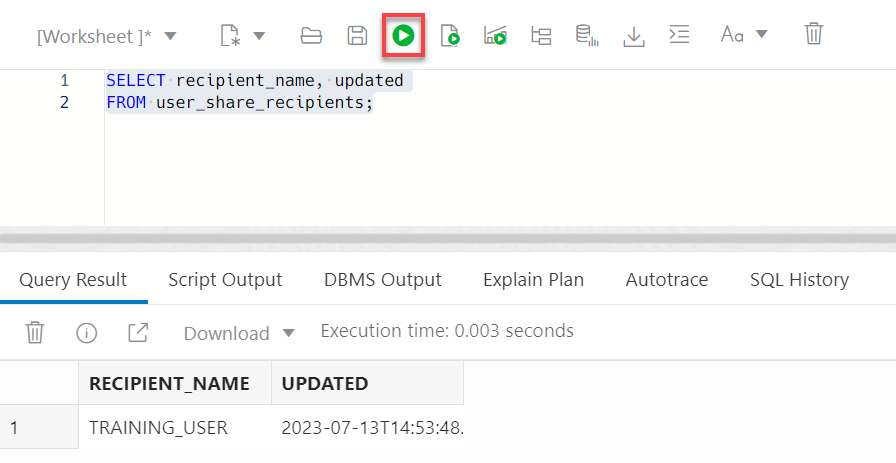 [Worksheet ]*
Aa
1 SELECT recipient_name, updated
2 FROM user_share_recipients;
Query Result Script Output DBMS Output Explain Plan Autotrace SQL History
Download Execution time: 0.003 seconds
RECIPIENT_NAME UPDATED
1 TRAINING_USER 2023-07-13T14:53:48.